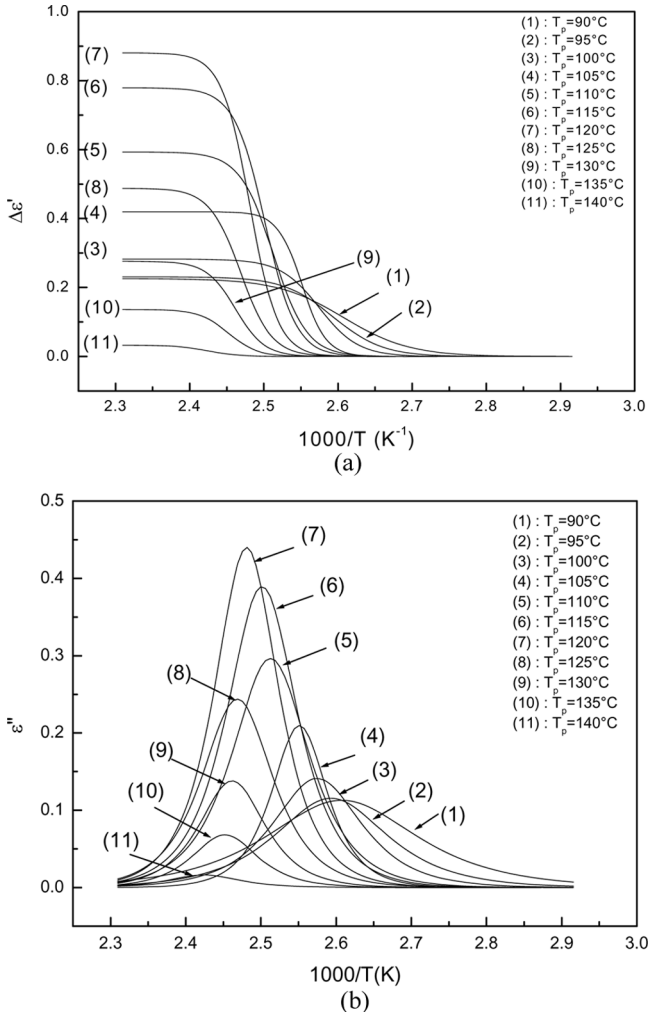 1.0
0.8
0.6
0.4
0.2
0.0
Δε'
(7)
(6)
(5)
(8)
(4)
(3)
(10)
(11)
(9)
(1)
(2)
(1) : Tp=90°C
(2) : Tp=95°C
(3) : Tp=100°C
(4) : Tp=105°C
(5) : Tp=110°C
(6) : Tp=115°C
(7) : Tp=120°C
(8) : Tp=125°C
(9) : Tp=130°C
(10) : Tp=135°C
(11) : Tp=140°C
2.3 2.4 2.5 2.6 2.7 2.8 2.9 3.0
1000/T (K-1)
(a)
0.5
0.4
0.3
0.2
0.1
0.0
ε"
(7)
(6)
(5)
(8)
(4)
(9)
(3)
(10)
(2)
(11)
(1)
(1) : Tp=90°C
(2) : Tp=95°C
(3) : Tp=100°C
(4) : Tp=105°C
(5) : Tp=110°C
(6) : Tp=115°C
(7) : Tp=120°C
(8) : Tp=125°C
(9) : Tp=130°C
(10) : Tp=135°C
(11) : Tp=140°C
2.3 2.4 2.5 2.6 2.7 2.8 2.9 3.0
1000/T(K)
(b)